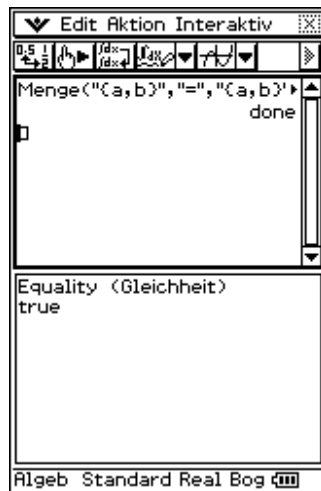 Edit Aktion Interaktiv
Menge("{a,b}","=","{a,b}"
done
Equality (Gleichheit)
true
Algeb Standard Real Bog